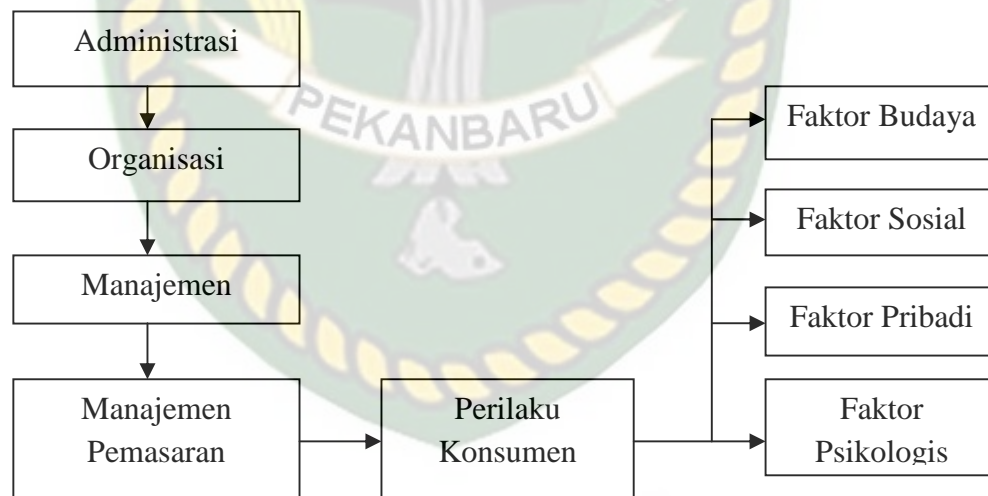 Administrasi
PEKANBARU
Organisasi
Manajemen
Manajemen
Pemasaran
Perilaku
Konsumen
Faktor Budaya
Faktor Sosial
Faktor Pribadi
Faktor
Psikologis